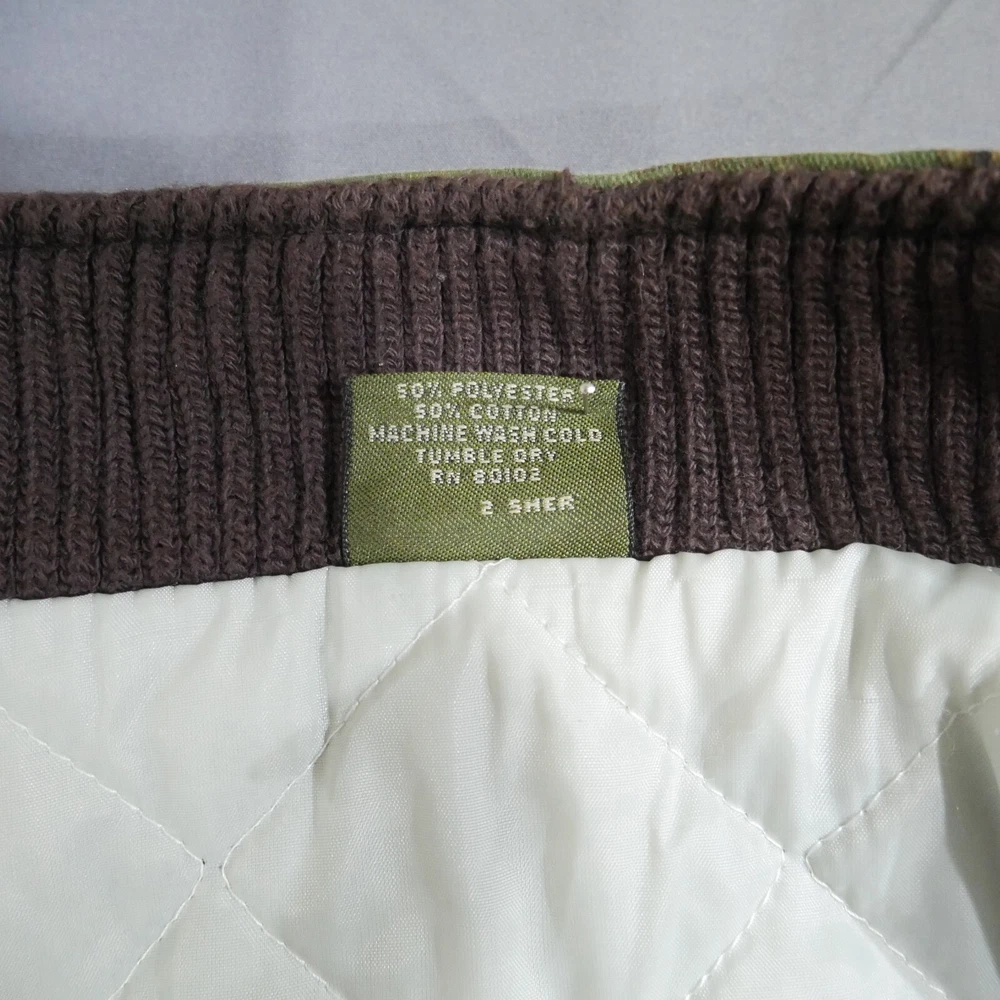 50% POLYESTER
50% COTTON
MACHINE WASH COLD
TUMBLE DRY
RN 80102
2 SHER